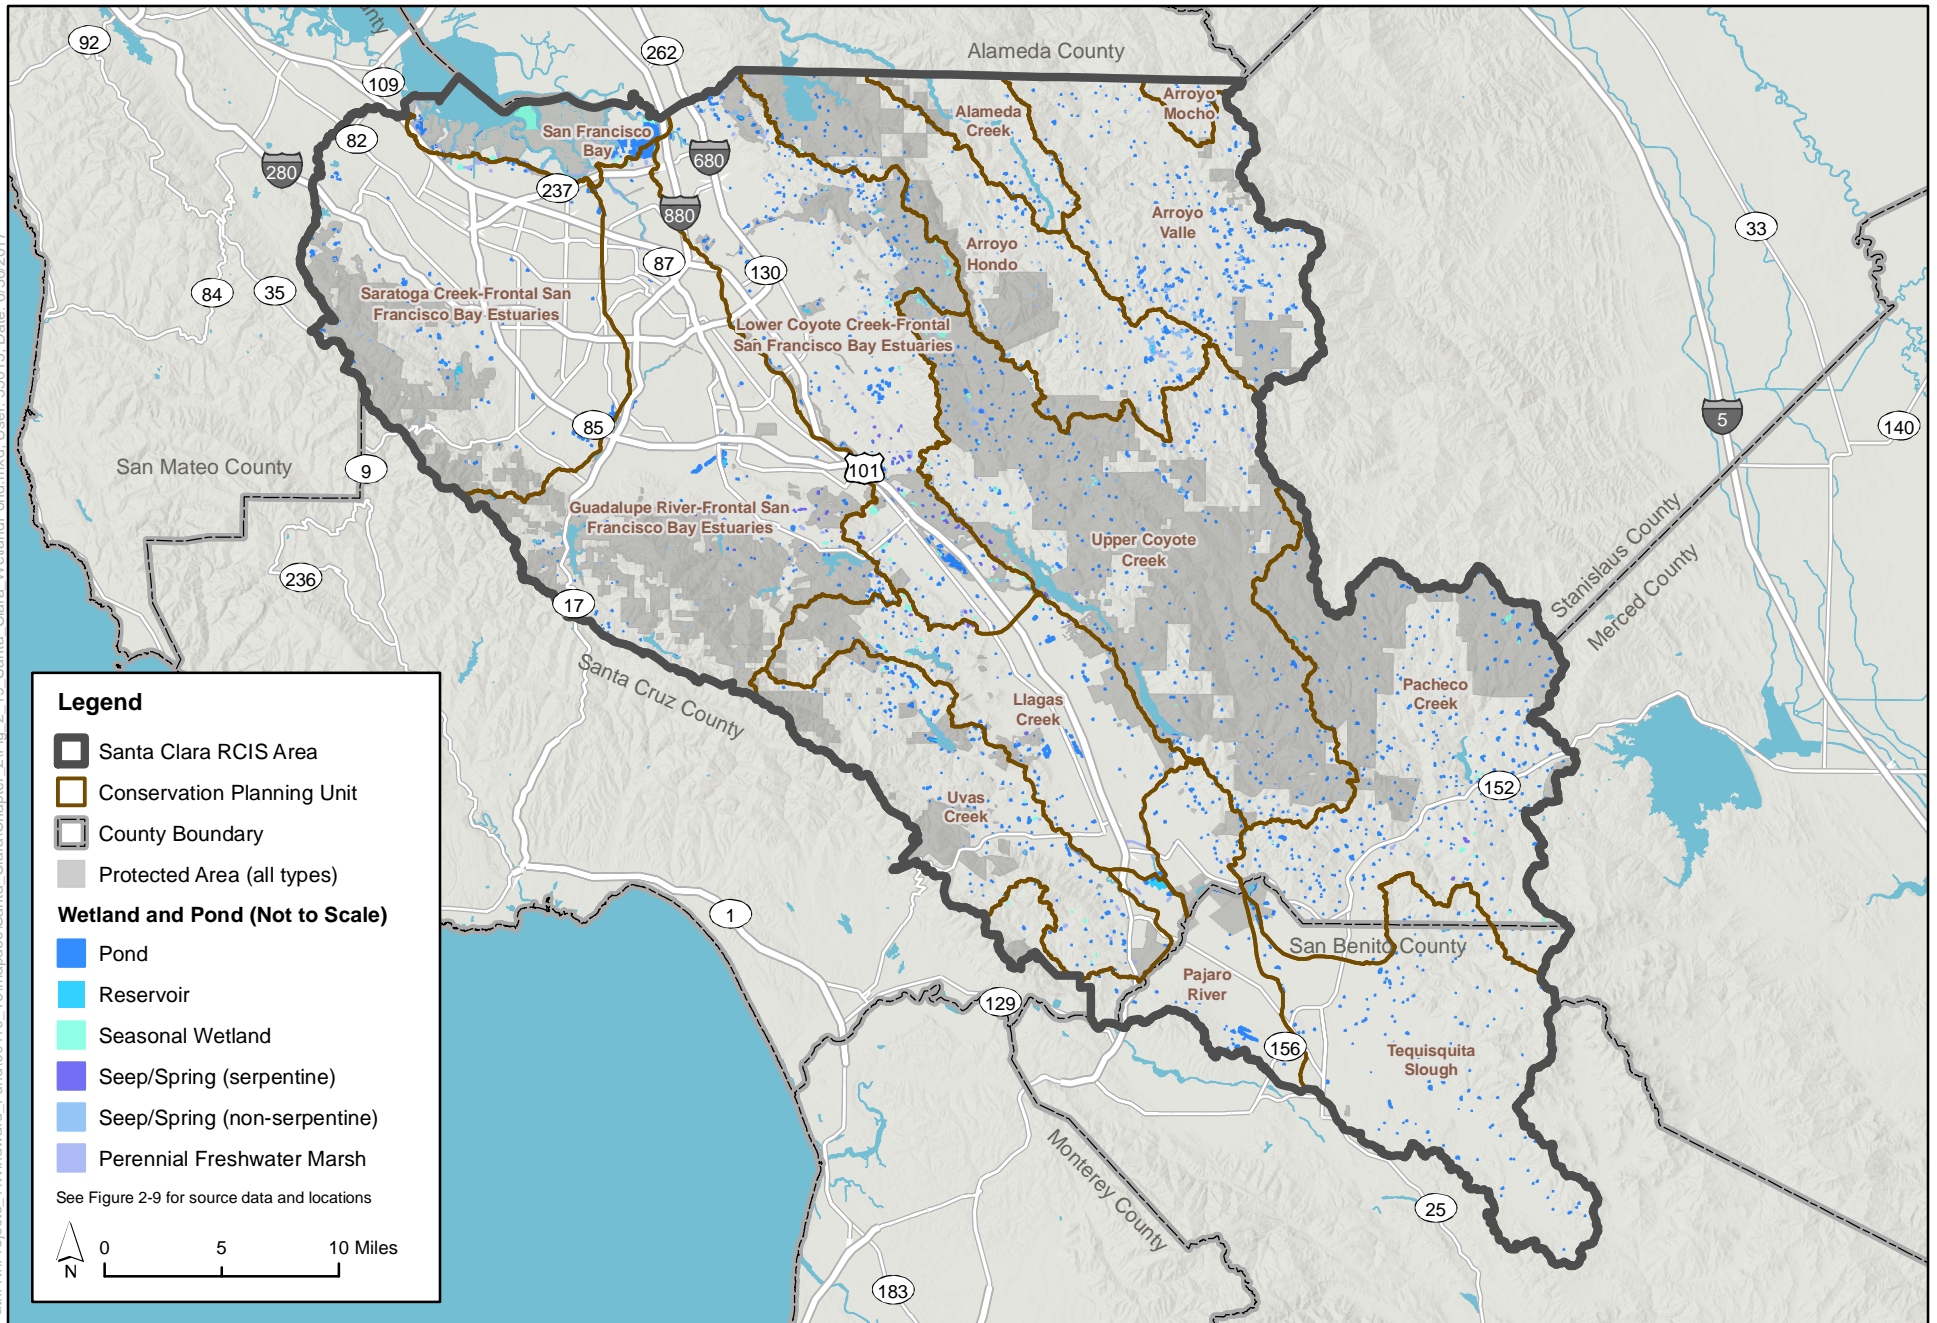 Alameda County
92
262
109
82
280
237
680
880
San Francisco
Bay
Alameda
Creek
Arroyo
Mocho
Arroyo
Valle
Arroyo
Hondo
33
84
35
87
130
Saratoga Creek-Frontal San
Francisco Bay Estuaries
Lower Coyote Creek-Frontal
San Francisco Bay Estuaries
85
5
140
San Mateo County
9
101
Guadalupe River-Frontal San
Francisco Bay Estuaries
Upper Coyote
Creek
Stanislaus County
Merced County
236
17
Santa Cruz County
Llagas
Creek
Pacheco
Creek
152
Uvas
Creek
1
San Benito County
Pajaro
River
129
156
Tequisquita
Slough
Monterey County
25
183
Legend
Santa Clara RCIS Area
Conservation Planning Unit
County Boundary
Protected Area (all types)
Wetland and Pond (Not to Scale)
Pond
Reservoir
Seasonal Wetland
Seep/Spring (serpentine)
Seep/Spring (non-serpentine)
Perennial Freshwater Marsh
See Figure 2-9 for source data and locations
0 5 10 Miles
N